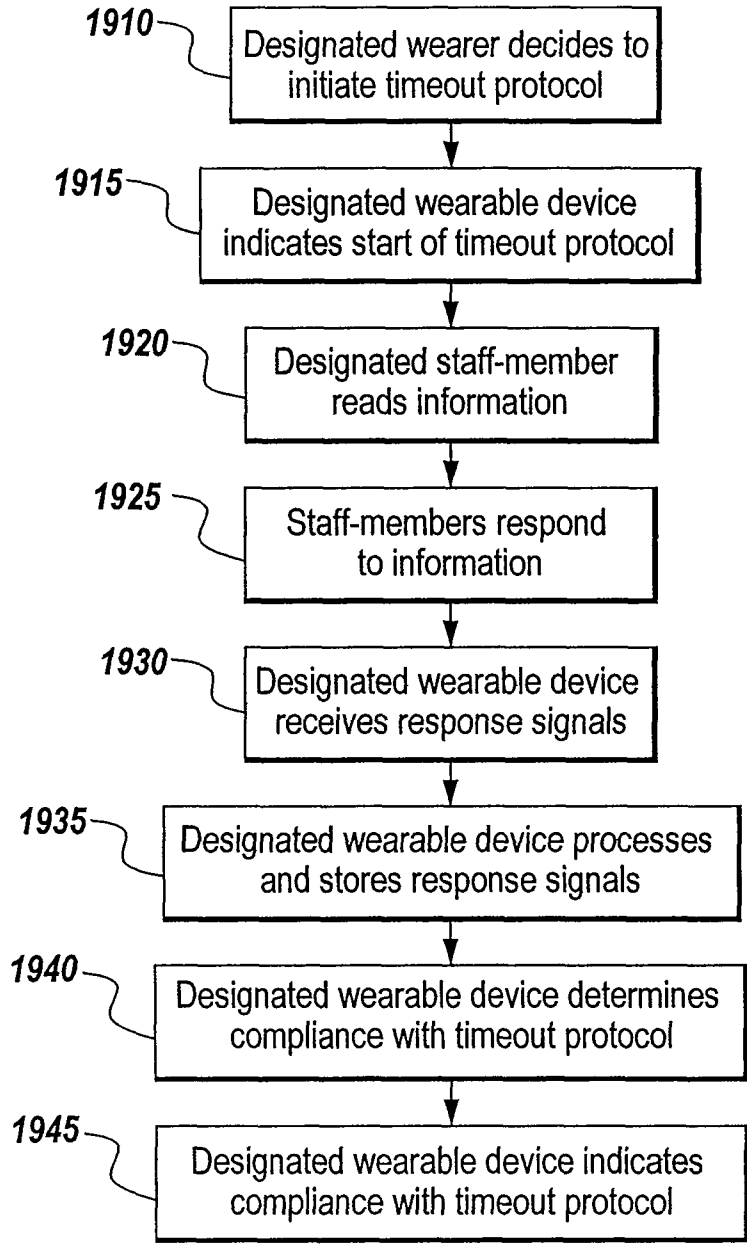 1910
Designated wearer decides to
initiate timeout protocol
1915
Designated wearable device
indicates start of timeout protocol
1920
Designated staff-member
reads information
1925
Staff-members respond
to information
1930
Designated wearable device
receives response signals
1935
Designated wearable device processes
and stores response signals
1940
Designated wearable device determines
compliance with timeout protocol
1945
Designated wearable device indicates
compliance with timeout protocol